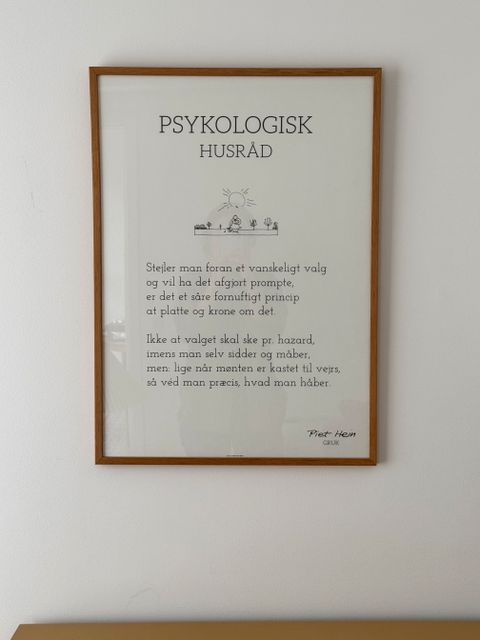 PSYKOLOGISK
HUSRÅD
Stejler man foran et vanskeligt valg
og vil ha det afgjort prompte,
er det et såre fornuftigt princip
at platte og krone om det.
Ikke at valget skal ske pr. hazard,
imens man selv sidder og måber,
men: lige når mønten er kastet til vejrs,
så véd man præcis, hvad man håber.
Piet Hein
GRUK